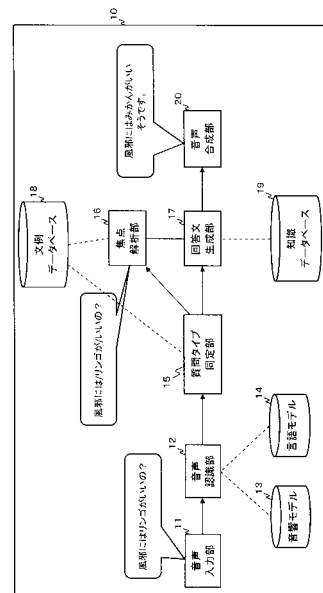 10
風邪にはリンゴがいいの？
11
音声
入力部
12
音声
認識部
13
音響モデル
14
言語モデル
15
質問タイプ
同定部
風邪には/リンゴが/いいの？
16
焦点
解析部
17
回答文
生成部
18
文例
データベース
19
知識
データベース
風邪にはみかんがいい
そうです。
20
音声
合成部